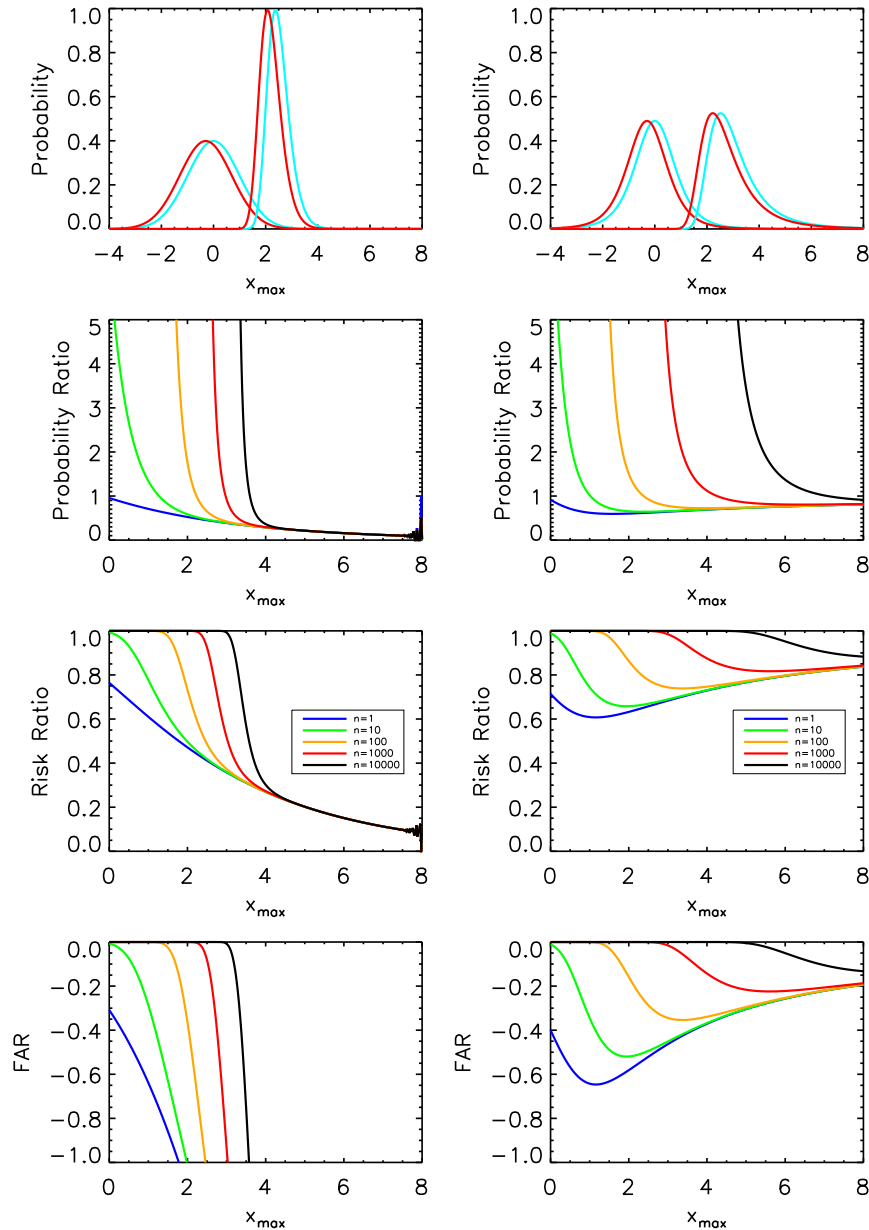 1.0
0.8
0.6
0.4
0.2
0.0
Probability
−4 −2 0 2 4 6 8
xmax
1.0
0.8
0.6
0.4
0.2
0.0
Probability
−4 −2 0 2 4 6 8
xmax
5
4
3
2
1
0
Probability Ratio
0 2 4 6 8
xmax
5
4
3
2
1
0
Probability Ratio
0 2 4 6 8
xmax
1.0
0.8
0.6
0.4
0.2
0.0
Risk Ratio
n=1
n=10
n=100
n=1000
n=10000
0 2 4 6 8
xmax
1.0
0.8
0.6
0.4
0.2
0.0
Risk Ratio
n=1
n=10
n=100
n=1000
n=10000
0 2 4 6 8
xmax
0.0
−0.2
−0.4
−0.6
−0.8
−1.0
FAR
0 2 4 6 8
xmax
0.0
−0.2
−0.4
−0.6
−0.8
−1.0
FAR
0 2 4 6 8
xmax